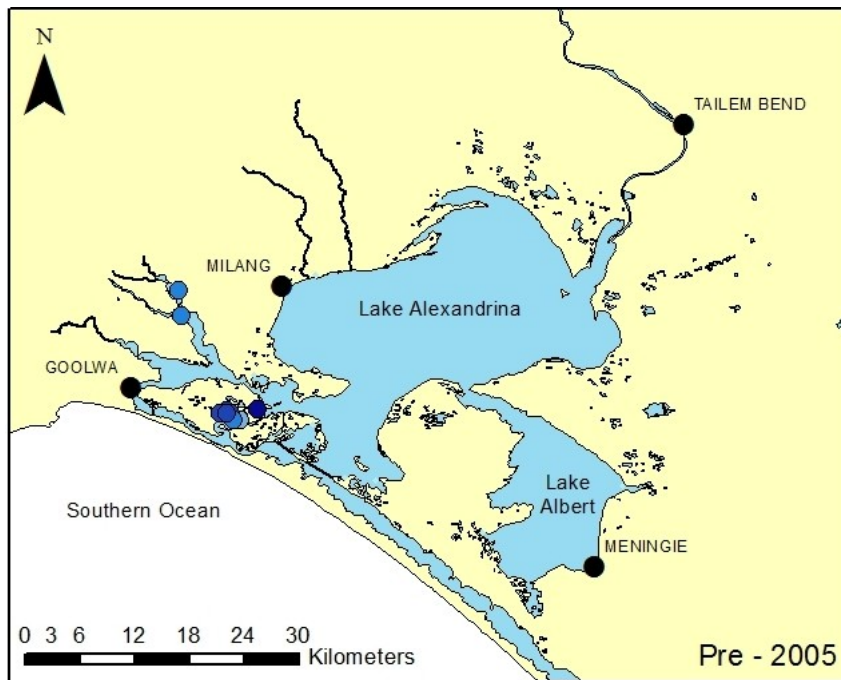 N
TAILEM BEND
MILANG
Lake Alexandrina
GOOLWA
Lake
Albert
Southern Ocean
MENINGIE
0 3 6 12 18 24 30
Kilometers
Pre - 2005